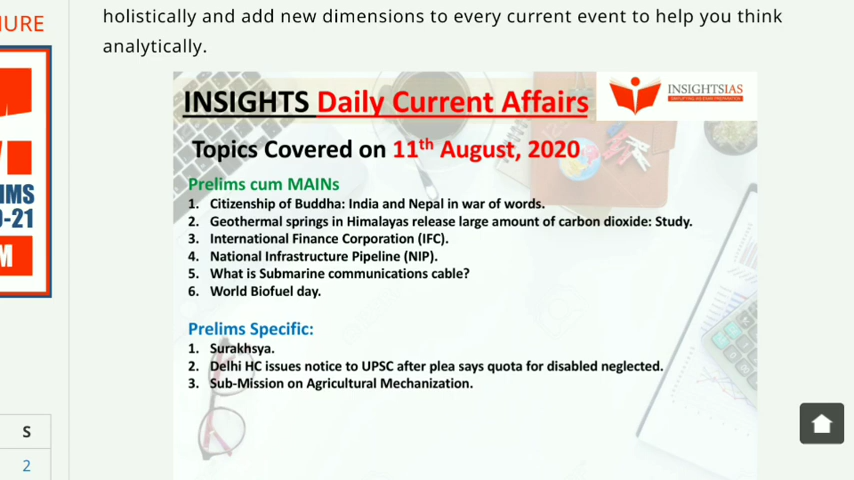 holistically and add new dimensions to every current event to help you think
analytically.
INSIGHTS Daily Current Affairs
INSIGHTSIAS
Topics Covered on 11th August, 2020
Prelims cum MAINs
1. Citizenship of Buddha: India and Nepal in war of words.
2. Geothermal springs in Himalayas release large amount of carbon dioxide: Study.
3. International Finance Corporation (IFC).
4. National Infrastructure Pipeline (NIP).
5. What is Submarine communications cable?
6. World Biofuel day.
Prelims Specific:
1. Surakhsya.
2. Delhi HC issues notice to UPSC after plea says quota for disabled neglected.
3. Sub-Mission on Agricultural Mechanization.
S
2